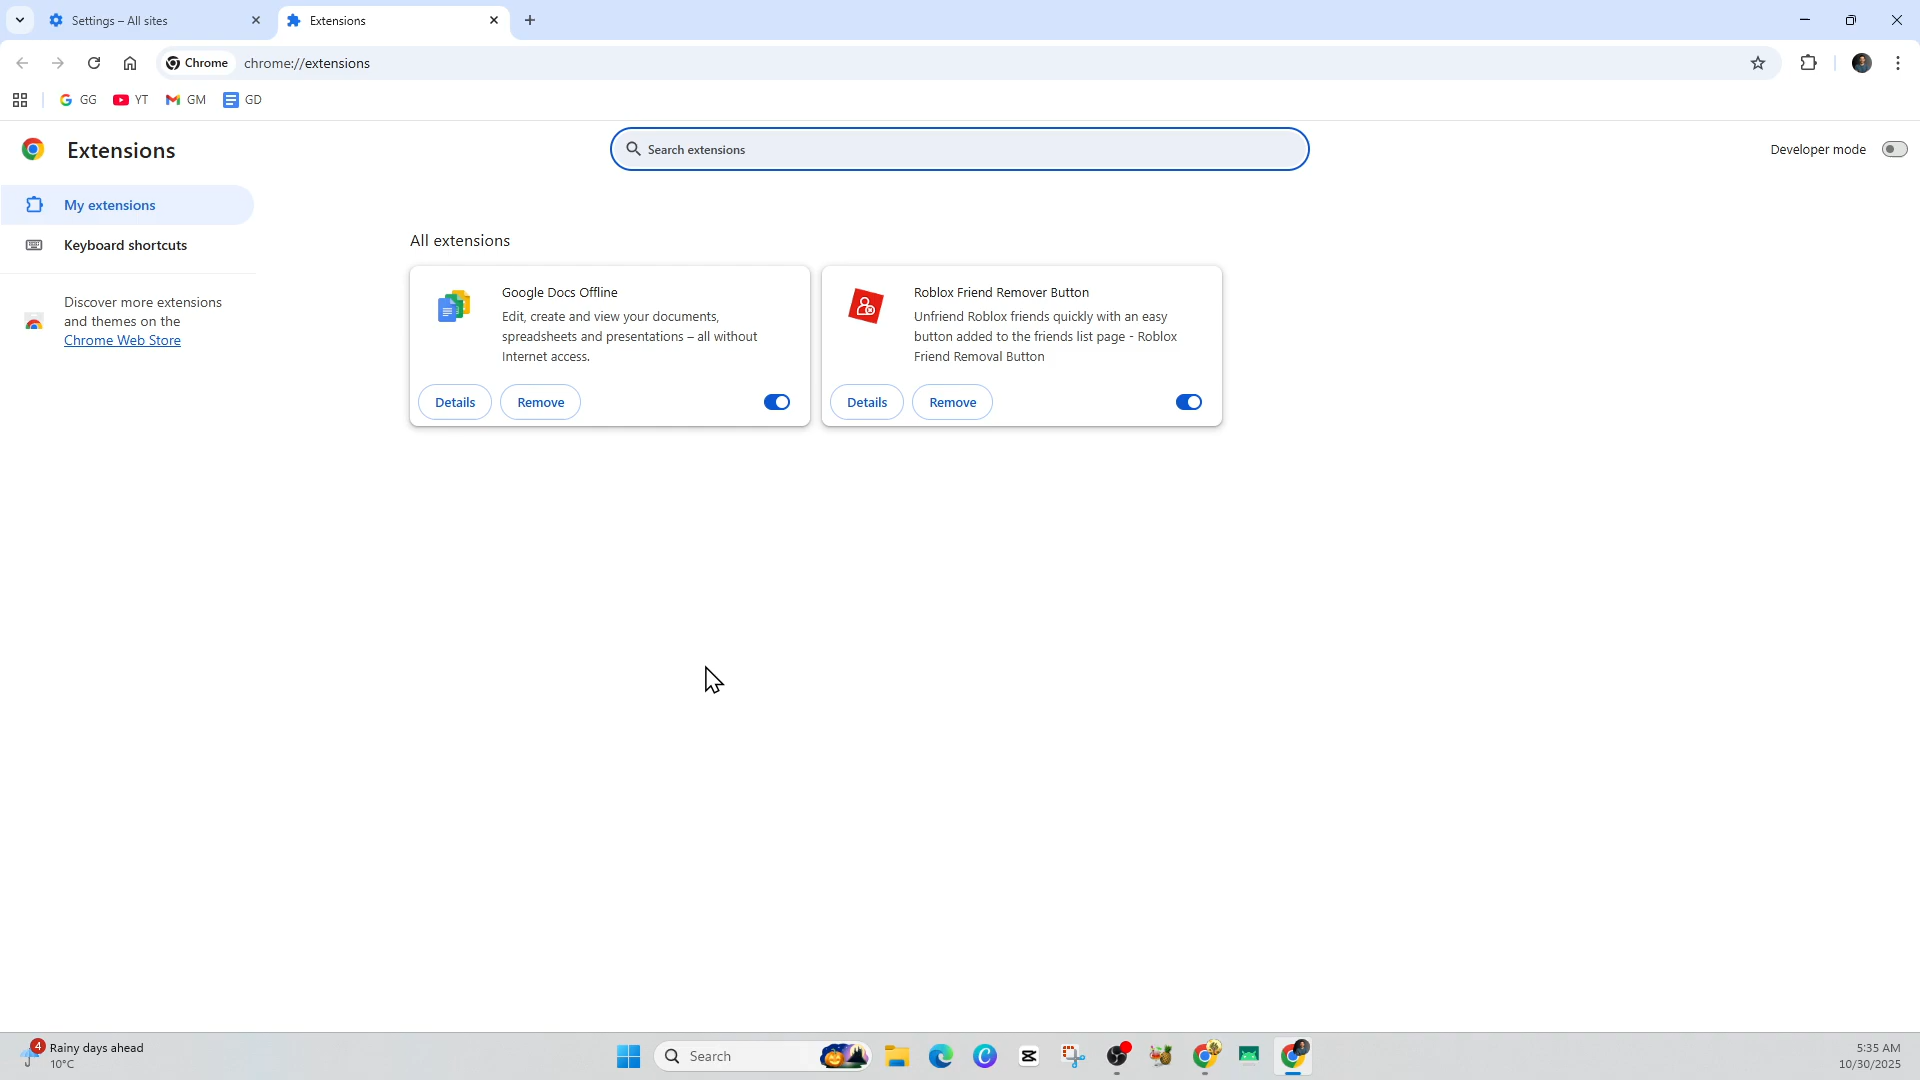 Settings – All sites
Extensions
Chrome
chrome://extensions
GG
YT
GM
GD
Extensions
Search extensions
Developer mode
My extensions
Keyboard shortcuts
Discover more extensions
and themes on the
Chrome Web Store
All extensions
Google Docs Offline
Edit, create and view your documents,
spreadsheets and presentations – all without
Internet access.
Details
Remove
Roblox Friend Remover Button
Unfriend Roblox friends quickly with an easy
button added to the friends list page - Roblox
Friend Removal Button
Details
Remove
4
Rainy days ahead
10°C
Search
5:35 AM
10/30/2025